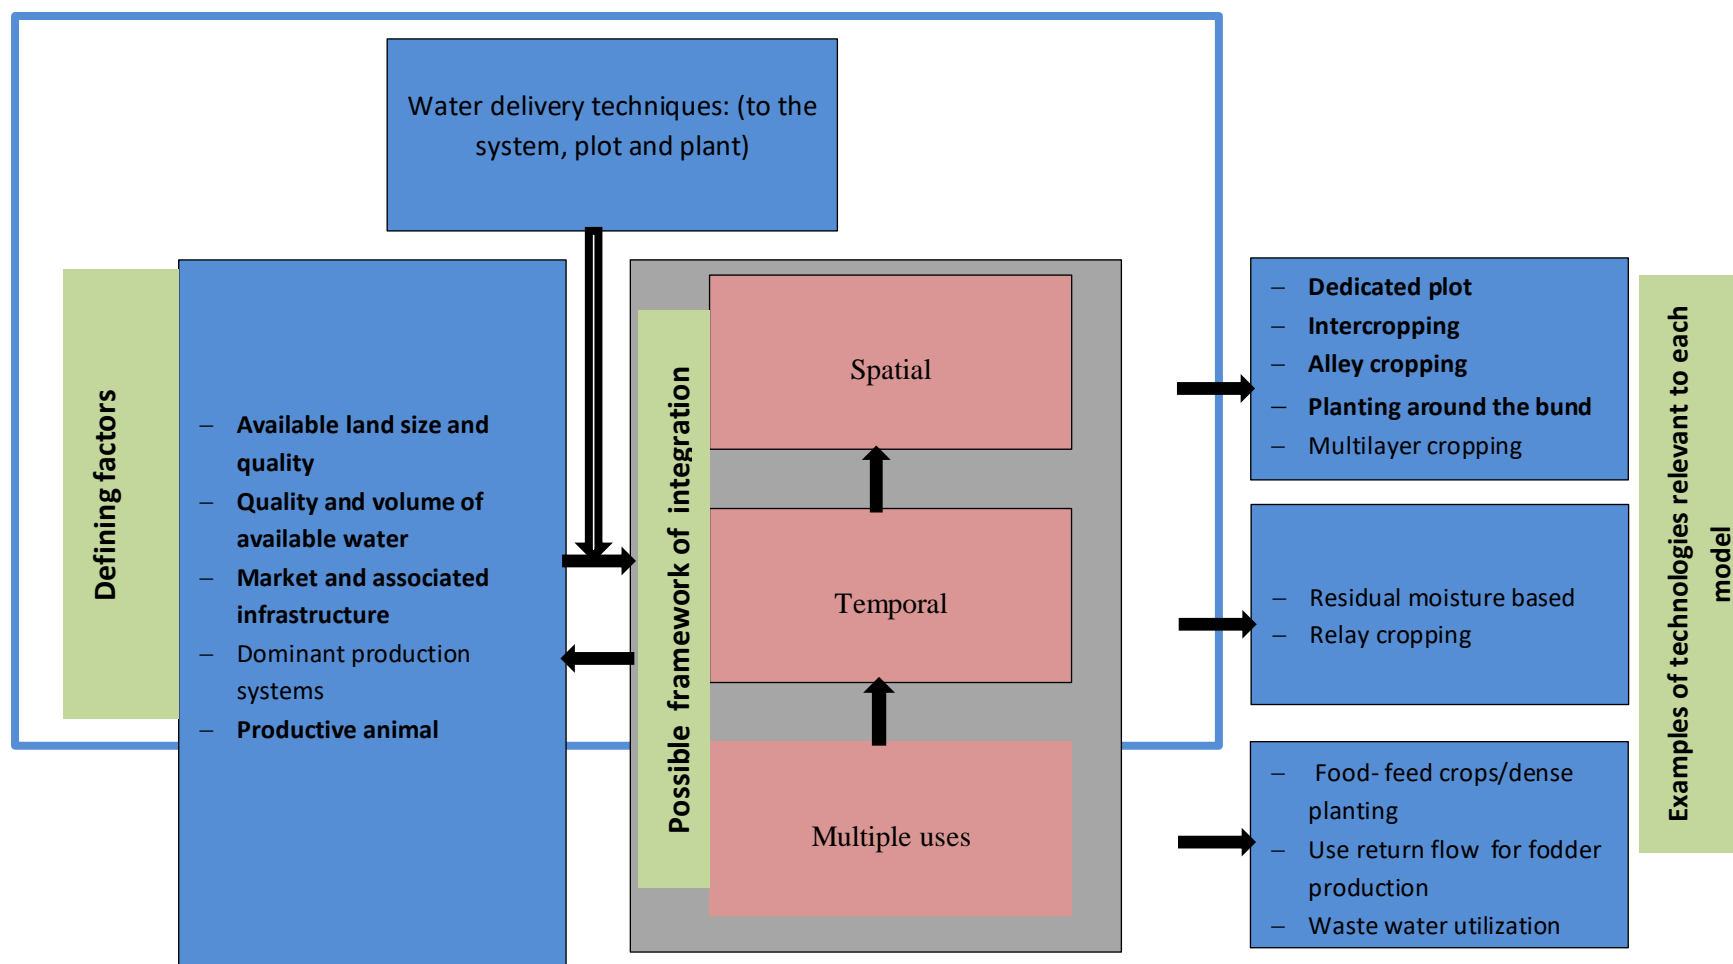 Water delivery techniques: (to the
system, plot and plant)
Defining factors
– Available land size and
quality
– Quality and volume of
available water
– Market and associated
infrastructure
– Dominant production
systems
– Productive animal
Possible framework of integration
Spatial
Temporal
Multiple uses
– Dedicated plot
– Intercropping
– Alley cropping
– Planting around the bund
– Multilayer cropping
– Residual moisture based
– Relay cropping
– Food- feed crops/dense
planting
– Use return flow for fodder
production
– Waste water utilization
Examples of technologies relevant to each
model